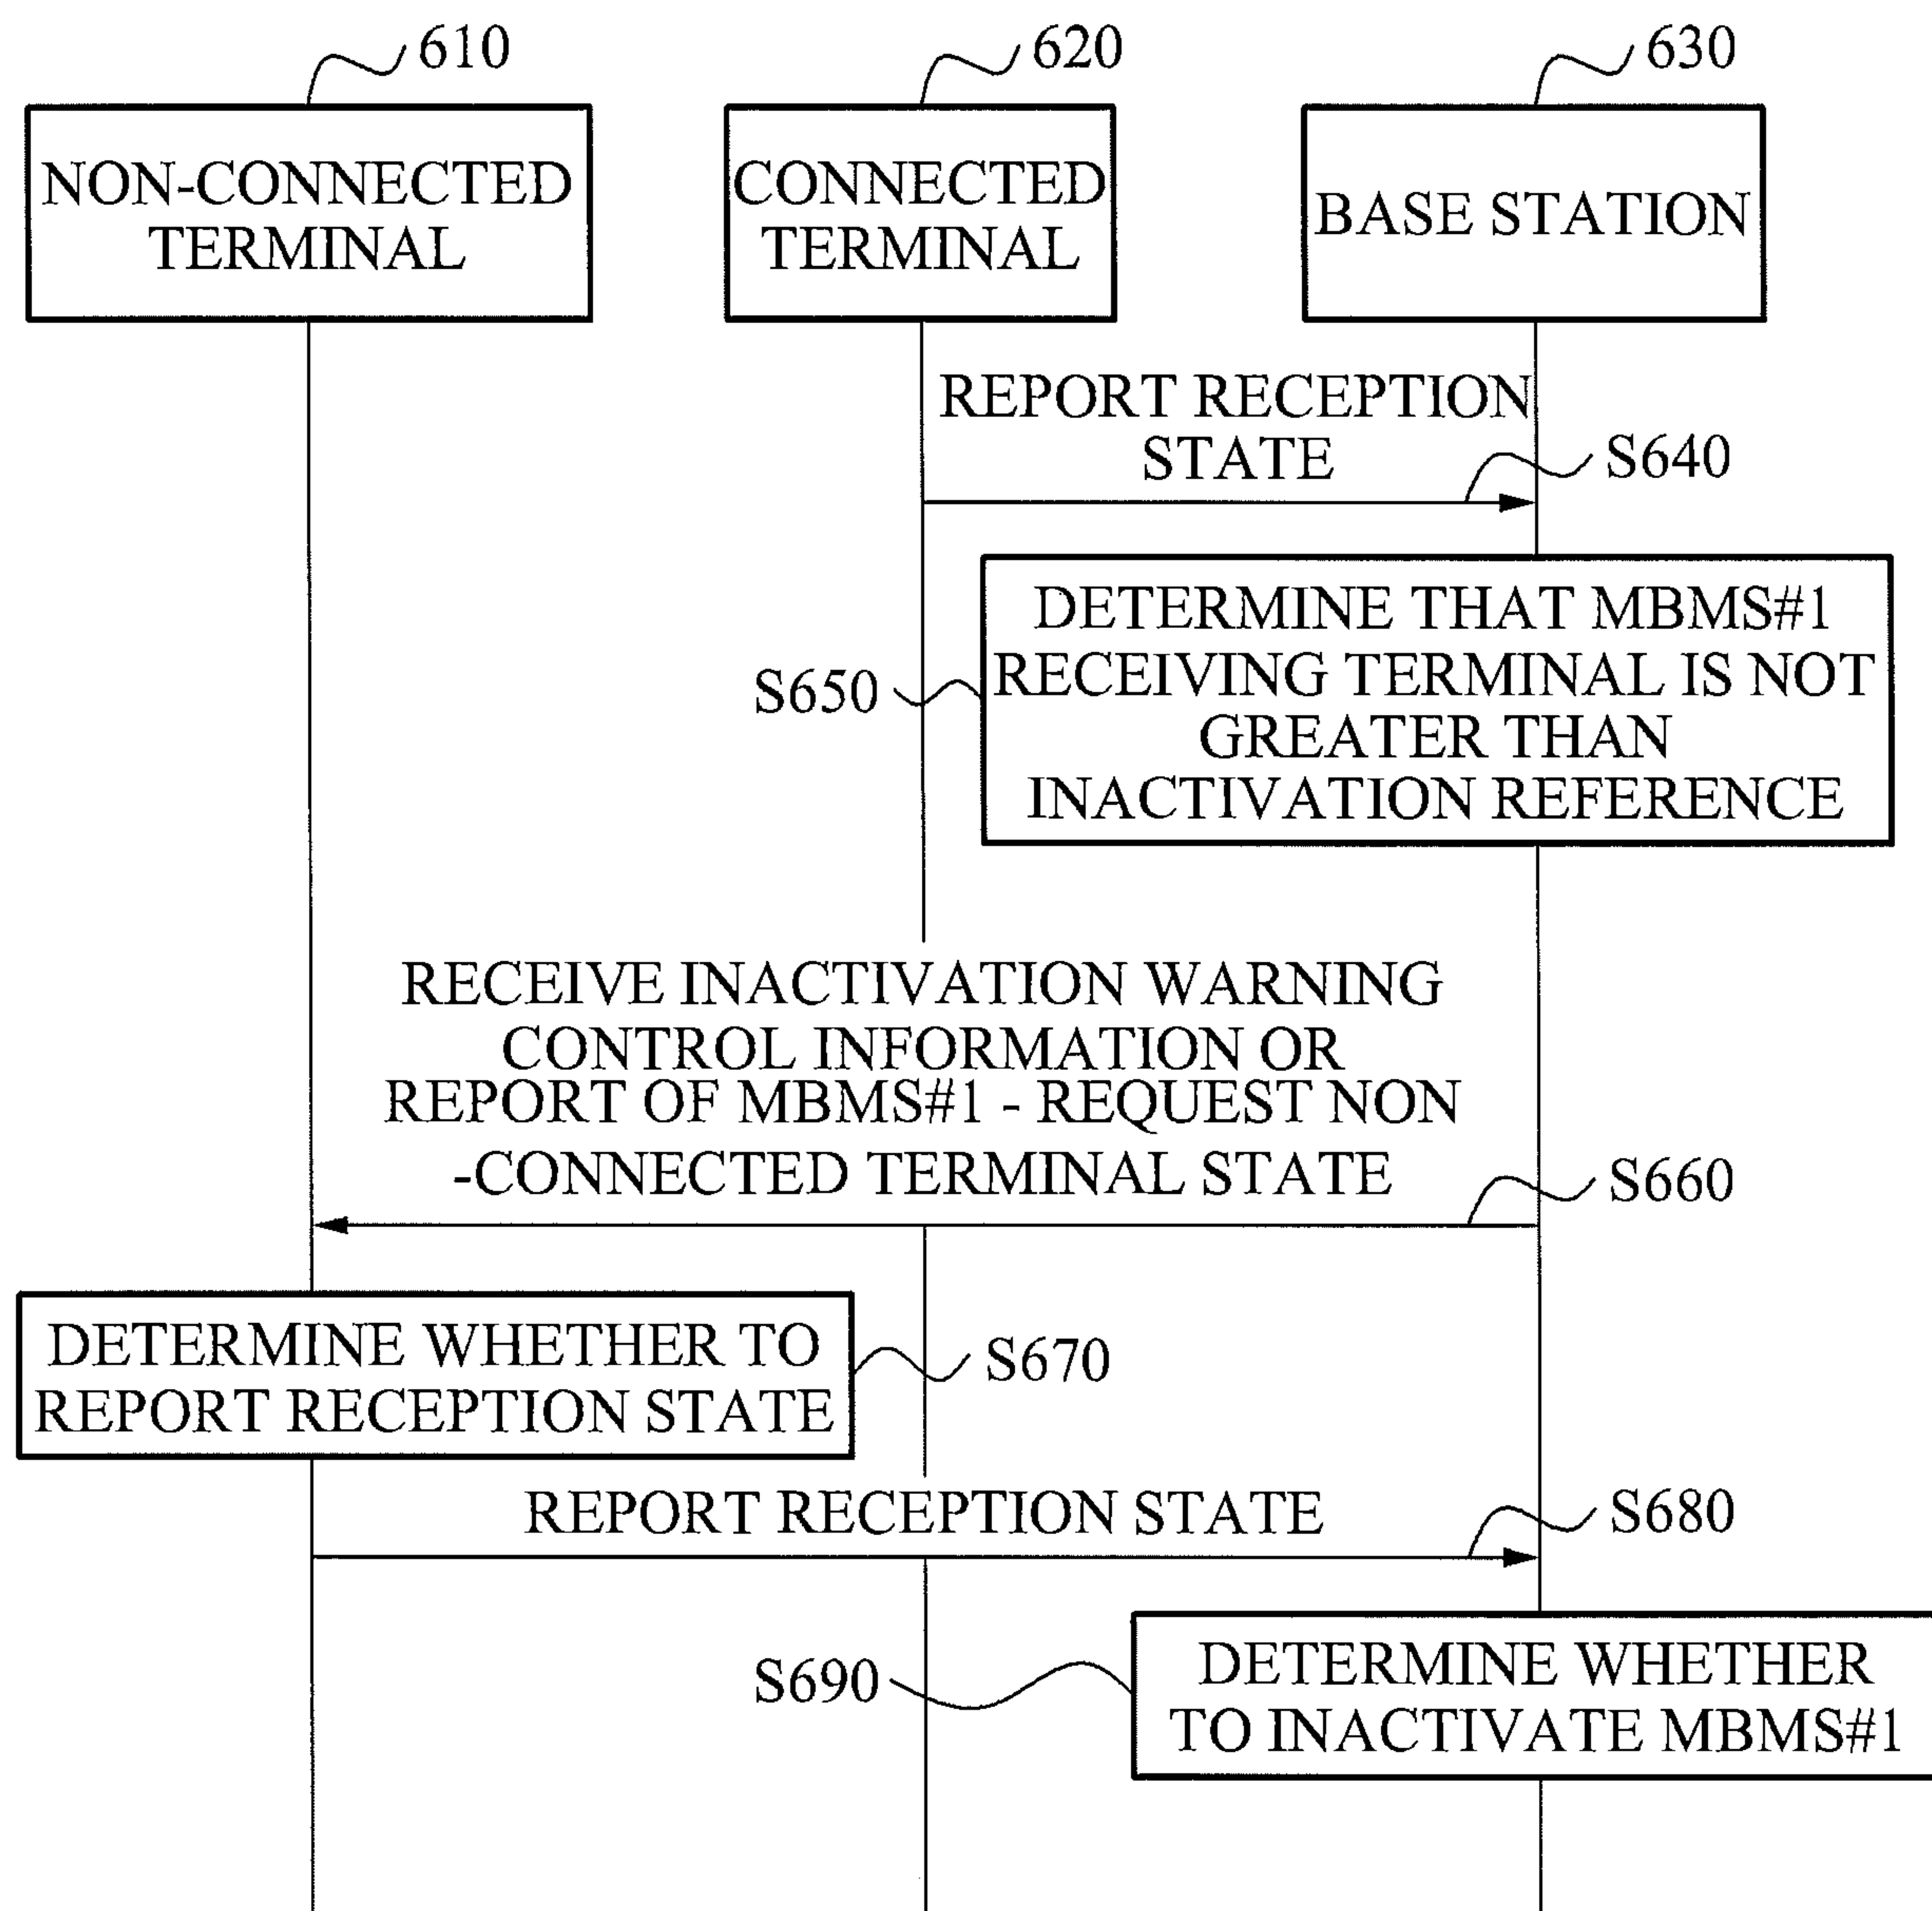 610
620
630
NON-CONNECTED
TERMINAL
CONNECTED
TERMINAL
BASE STATION
REPORT RECEPTION
STATE
S640
DETERMINE THAT MBMS#1
RECEIVING TERMINAL IS NOT
GREATER THAN
INACTIVATION REFERENCE
S650
RECEIVE INACTIVATION WARNING
CONTROL INFORMATION OR
REPORT OF MBMS#1 - REQUEST NON
-CONNECTED TERMINAL STATE
S660
DETERMINE WHETHER TO
REPORT RECEPTION STATE
S670
REPORT RECEPTION STATE
S680
S690
DETERMINE WHETHER
TO INACTIVATE MBMS#1